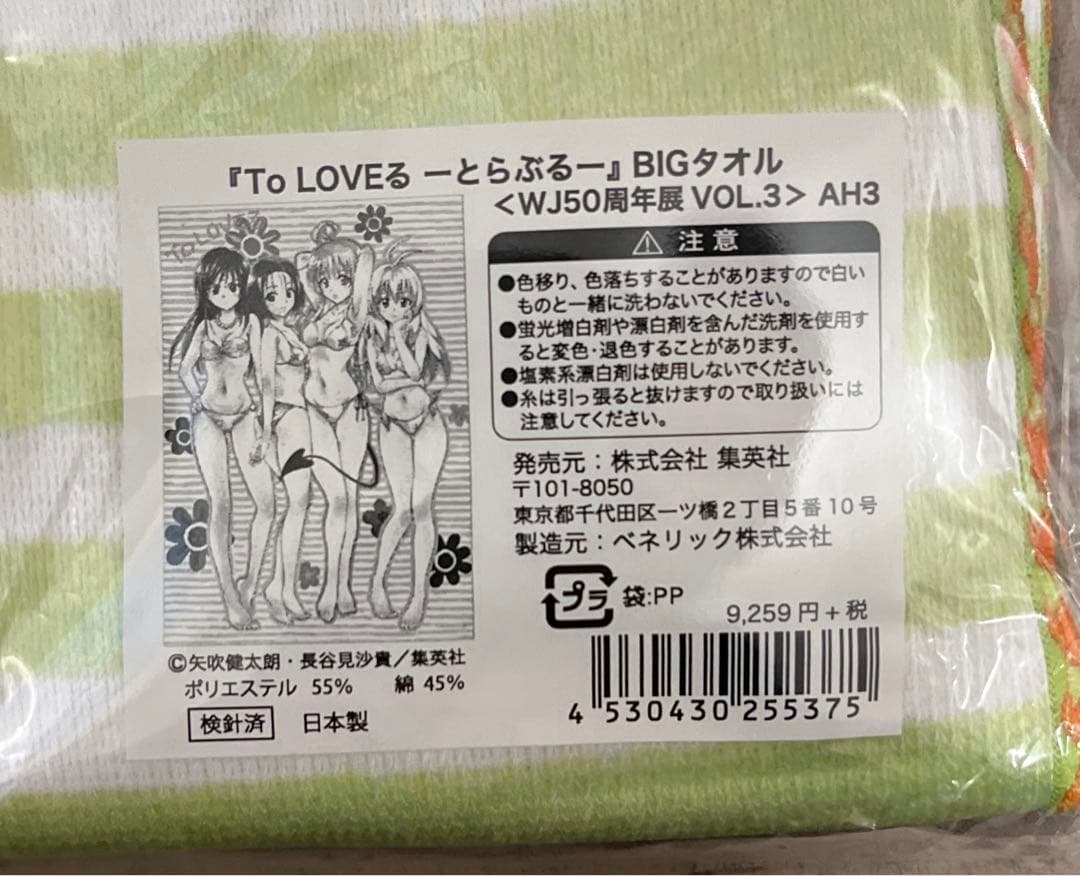 『To LOVEる ーとらぶるー』BIGタオル
＜WJ50周年展 VOL.3＞ AH3
To LOVEる
⚠ 注意
●色移り、色落ちすることがありますので白い
ものと一緒に洗わないでください。
●蛍光増白剤や漂白剤を含んだ洗剤を使用す
ると変色・退色することがあります。
●塩素系漂白剤は使用しないでください。
●糸は引っ張ると抜けますので取り扱いには
注意してください。
発売元：株式会社 集英社
〒101-8050
東京都千代田区一ツ橋2丁目5番10号
製造元：ベネリック株式会社
プラ 袋:PP
9,259円＋税
4 530430 255375
©矢吹健太朗・長谷見沙貴／集英社
ポリエステル 55% 綿 45%
検針済 日本製